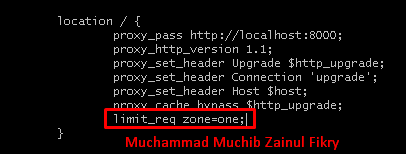 location / {
proxy_pass http://localhost:8000;
proxy_http_version 1.1;
proxy_set_header Upgrade $http_upgrade;
proxy_set_header Connection 'upgrade';
proxy_set_header Host $host;
proxy_cache_bypass $http_upgrade;
limit_req zone=one;
}
Muchammad Muchib Zainul Fikry